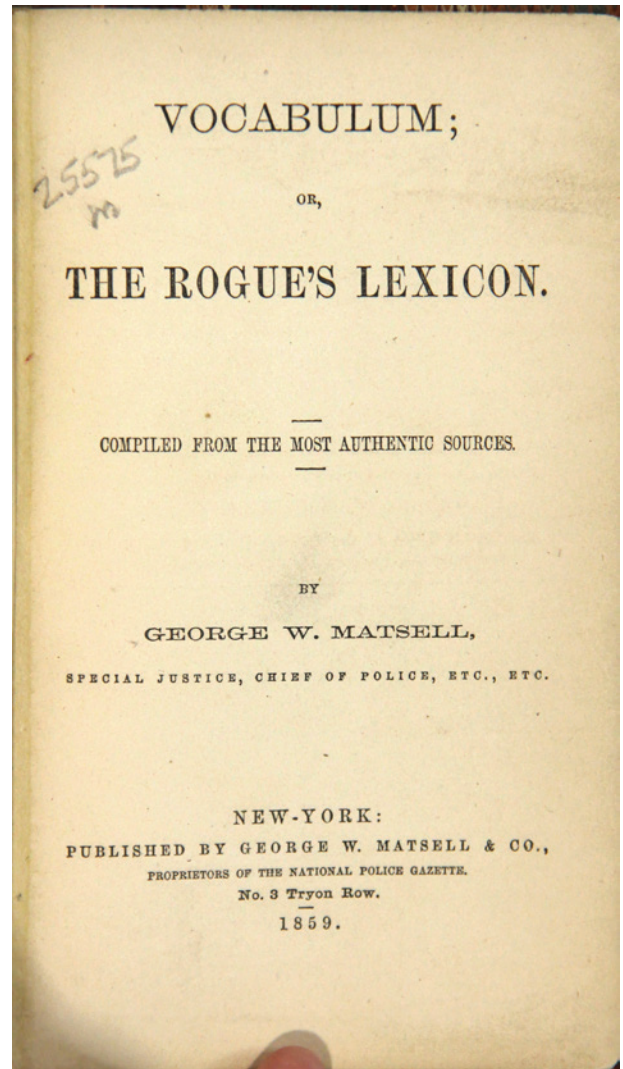 VOCABULUM;
25525
m
OR,
THE ROGUE'S LEXICON.
COMPILED FROM THE MOST AUTHENTIC SOURCES.
BY
GEORGE W. MATSELL,
SPECIAL JUSTICE, CHIEF OF POLICE, ETC., ETC.
NEW-YORK:
PUBLISHED BY GEORGE W. MATSELL & CO.,
PROPRIETORS OF THE NATIONAL POLICE GAZETTE.
No. 3 Tryon Row.
1859.